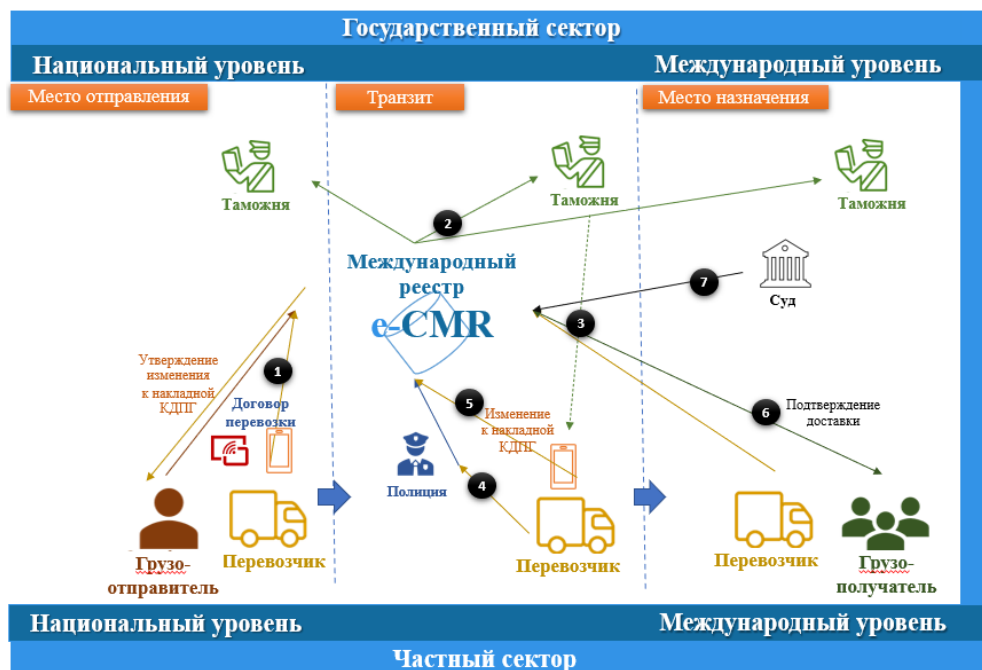 Государственный сектор
Национальный уровень
Международный уровень
Место отправления
Транзит
Место назначения
Таможня
Таможня
Таможня
2
Международный
реестр
e-CMR
7
Суд
3
Утверждение
изменения
к накладной
КДПГ
1
Договор
перевозки
5
Изменение
к накладной
КДПГ
6
Подтверждение
доставки
Полиция
4
Грузо-
отправитель
Перевозчик
Перевозчик
Перевозчик
Грузо-
получатель
Национальный уровень
Международный уровень
Частный сектор